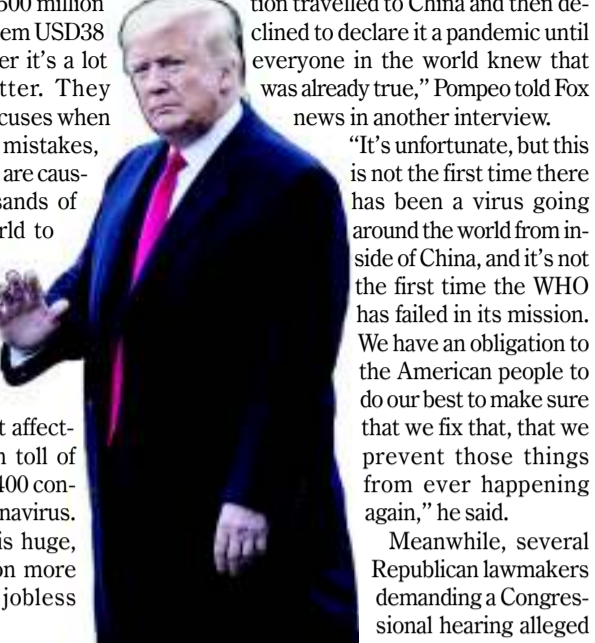 500 million
em USD38
er it's a lot
tter. They
cuses when
mistakes,
are caus-
sands of
rld to
t affect-
n toll of
400 con-
navirus.
is huge,
on more
jobless
tion travelled to China and then de-
clined to declare it a pandemic until
everyone in the world knew that
was already true,” Pompeo told Fox
news in another interview.
“It’s unfortunate, but this
is not the first time there
has been a virus going
around the world from in-
side of China, and it’s not
the first time the WHO
has failed in its mission.
We have an obligation to
the American people to
do our best to make sure
that we fix that, that we
prevent those things
from ever happening
again,” he said.
Meanwhile, several
Republican lawmakers
demanding a Congres-
sional hearing alleged